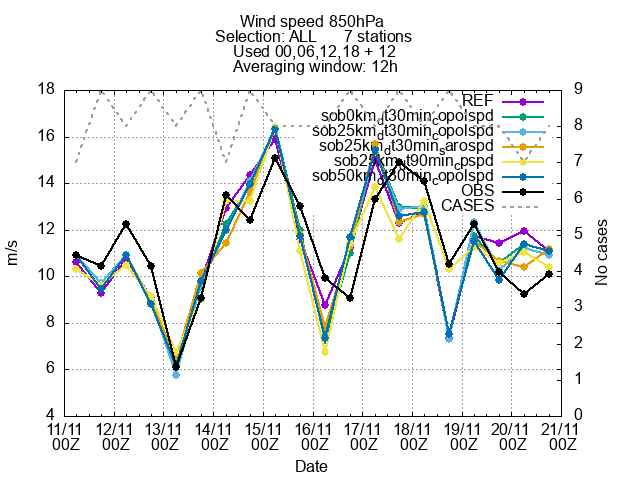 Wind speed 850hPa
Selection: ALL 7 stations
Used 00,06,12,18 + 12
Averaging window: 12h
18 9
REF
sob0km_dt30min_copolspd
16 8
sob25km_dt30min_copolspd
sob25km_dt30min_sarospd
sob25km_dt90min_cpspd
14 7
sob50km_dt30min_copolspd
OBS
CASES
12 6
5
10 4
3
8 2
6 1
4 0
m/s
No cases
11/11 12/11 13/11 14/11 15/11 16/11 17/11 18/11 19/11 20/11 21/11
00Z 00Z 00Z 00Z 00Z 00Z 00Z 00Z 00Z 00Z 00Z
Date